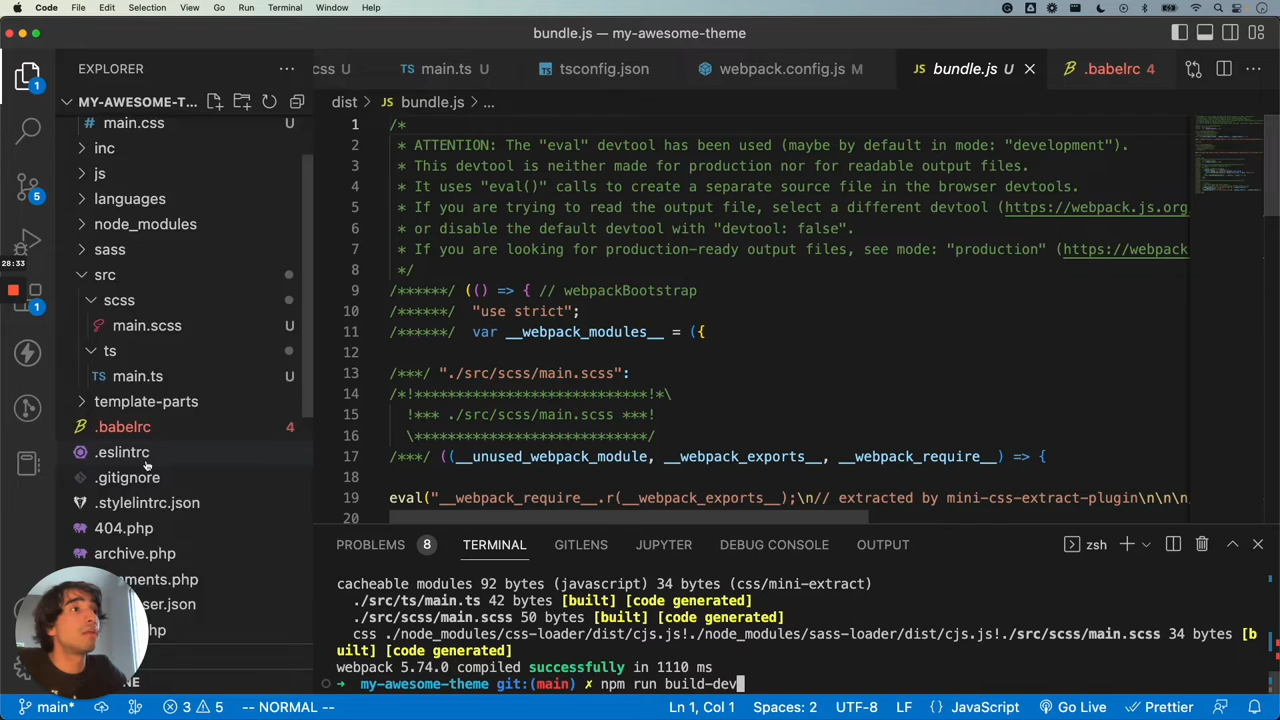 Code File Edit Selection View Go Run Terminal Window Help
bundle.js — my-awesome-theme
EXPLORER
css U
main.ts U
tsconfig.json
webpack.config.js M
JS bundle.js U
.babelrc 4
MY-AWESOME-T...
dist > JS bundle.js > ...
# main.css U
inc
js
languages
node_modules
sass
src
scss
main.scss U
ts
TS main.ts U
template-parts
.babelrc 4
.eslintrc
.gitignore
.stylelintrc.json
404.php
archive.php
mments.php
ser.json
hp
NE
1
5
28:33
1
1 /*
2 * ATTENTION: The "eval" devtool has been used (maybe by default in mode: "development").
3 * This devtool is neither made for production nor for readable output files.
4 * It uses "eval()" calls to create a separate source file in the browser devtools.
5 * If you are trying to read the output file, select a different devtool (https://webpack.js.org
6 * or disable the default devtool with "devtool: false".
7 * If you are looking for production-ready output files, see mode: "production" (https://webpack
8 */
9 /******/ (() => { // webpackBootstrap
10 /******/ "use strict";
11 /******/ var __webpack_modules__ = ({
12
13 /***/ "./src/scss/main.scss":
14 /*!****************************!*\
15 !*** ./src/scss/main.scss ***!
16 \****************************/
17 /***/ ((__unused_webpack_module, __webpack_exports__, __webpack_require__) => {
18
19 eval("__webpack_require__.r(__webpack_exports__);\n// extracted by mini-css-extract-plugin\n\n\n
20
PROBLEMS 8 TERMINAL GITLENS JUPYTER DEBUG CONSOLE OUTPUT zsh
cacheable modules 92 bytes (javascript) 34 bytes (css/mini-extract)
./src/ts/main.ts 42 bytes [built] [code generated]
./src/scss/main.scss 50 bytes [built] [code generated]
css ./node_modules/css-loader/dist/cjs.js!./node_modules/sass-loader/dist/cjs.js!./src/scss/main.scss 34 bytes [b
uilt] [code generated]
webpack 5.74.0 compiled successfully in 1110 ms
➜ my-awesome-theme git:(main) ✗ npm run build-dev
main* 3 5 -- NORMAL -- Ln 1, Col 1 Spaces: 2 UTF-8 LF {} JavaScript Go Live Prettier